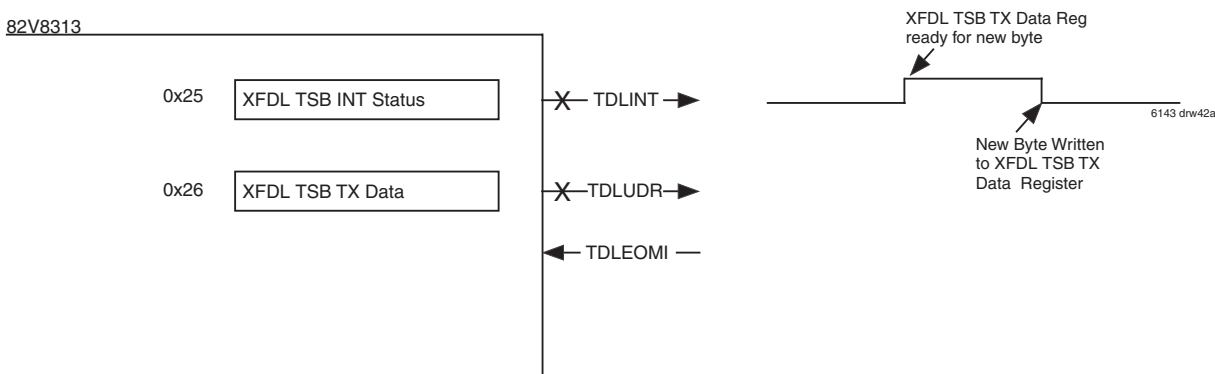 82V8313
XFDL TSB TX Data Reg
ready for new byte
0x25 XFDL TSB INT Status X TDLINT
6143 drw42a
New Byte Written
to XFDL TSB TX
Data Register
0x26 XFDL TSB TX Data X TDLUDR
TDLEOMI